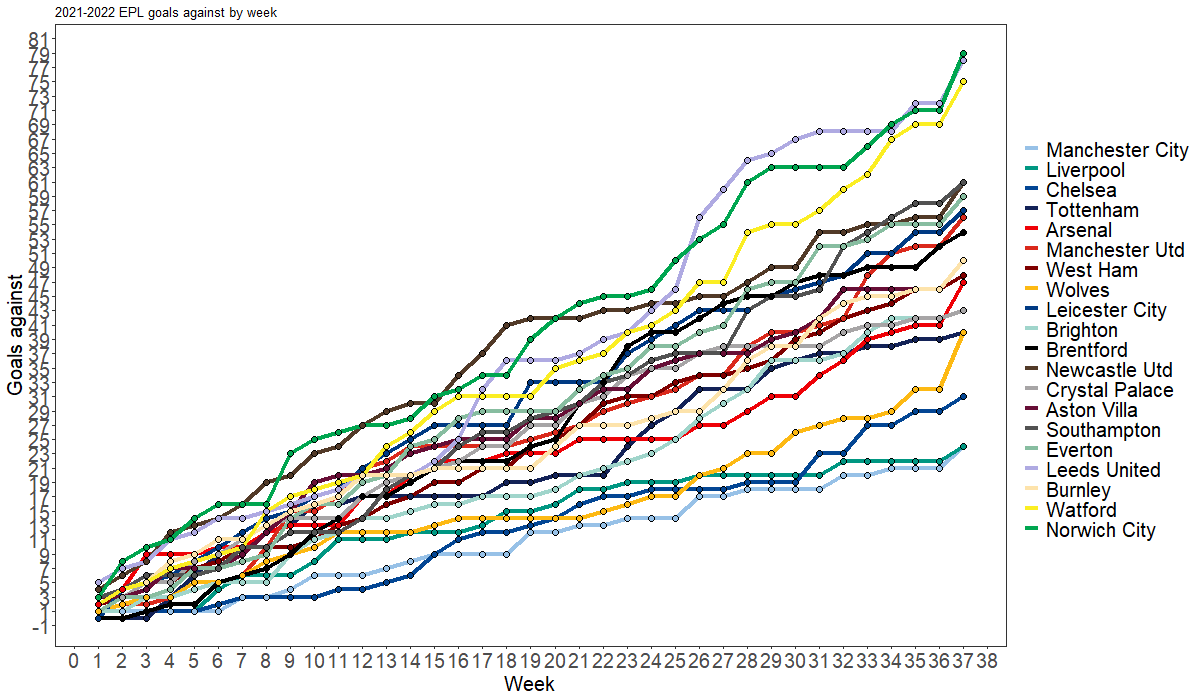 2021-2022 EPL goals against by week
Goals against
81
79
77
75
73
71
69
67
65
63
61
59
57
55
53
51
49
47
45
43
41
39
37
35
33
31
29
27
25
23
21
19
17
15
13
11
9
7
5
3
1
-1
0 1 2 3 4 5 6 7 8 9 10 11 12 13 14 15 16 17 18 19 20 21 22 23 24 25 26 27 28 29 30 31 32 33 34 35 36 37 38
Week
Manchester City
Liverpool
Chelsea
Tottenham
Arsenal
Manchester Utd
West Ham
Wolves
Leicester City
Brighton
Brentford
Newcastle Utd
Crystal Palace
Aston Villa
Southampton
Everton
Leeds United
Burnley
Watford
Norwich City